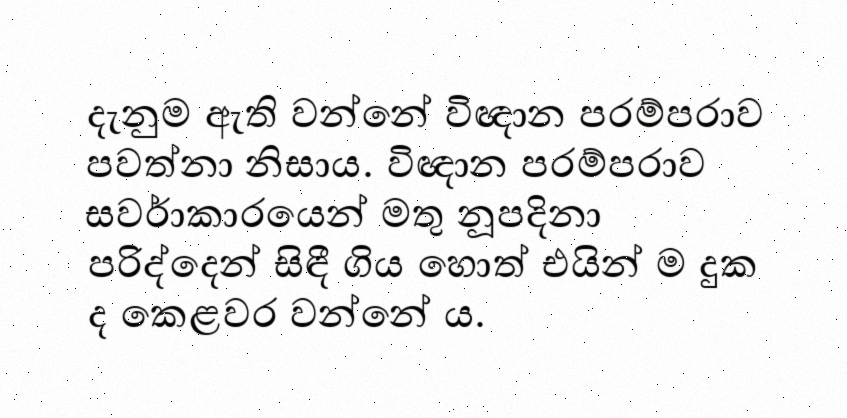 දැනුම ඇති වන්නේ විඥාන පරම්පරාව
පවත්නා නිසාය. විඥාන පරම්පරාව
සවර්‍ාකාරයෙන් මතු නූපදිනා
පරිද්දෙන් සිඳී ගිය හොත් එයින් ම දුක
ද කෙළවර වන්නේ ය.